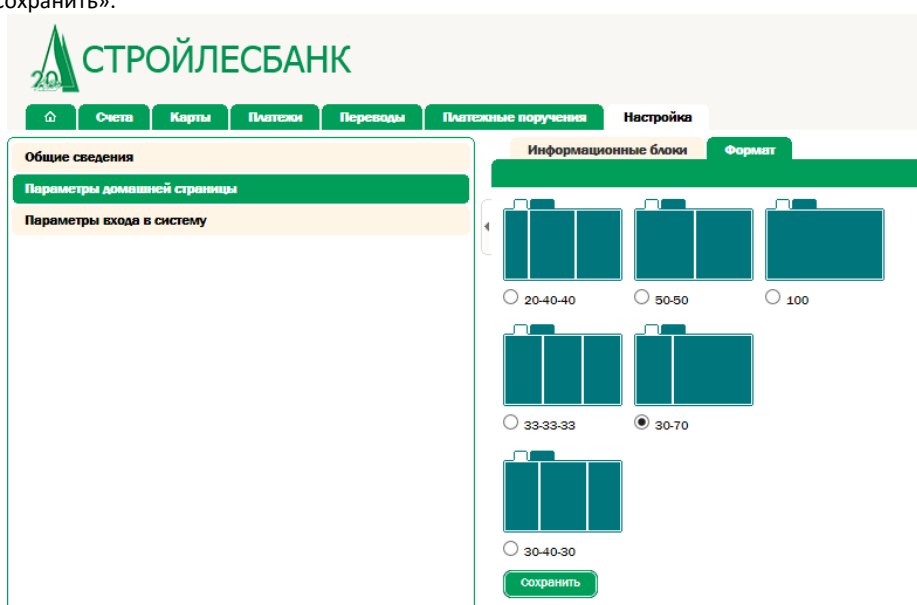 сохранить».
20
СТРОЙЛЕСБАНК
Счета Карты Платежи Переводы Платежные поручения Настройка
Общие сведения
Параметры домашней страницы
Параметры входа в систему
Информационные блоки Формат
20-40-40 50-50 100
33-33-33 30-70
30-40-30
Сохранить